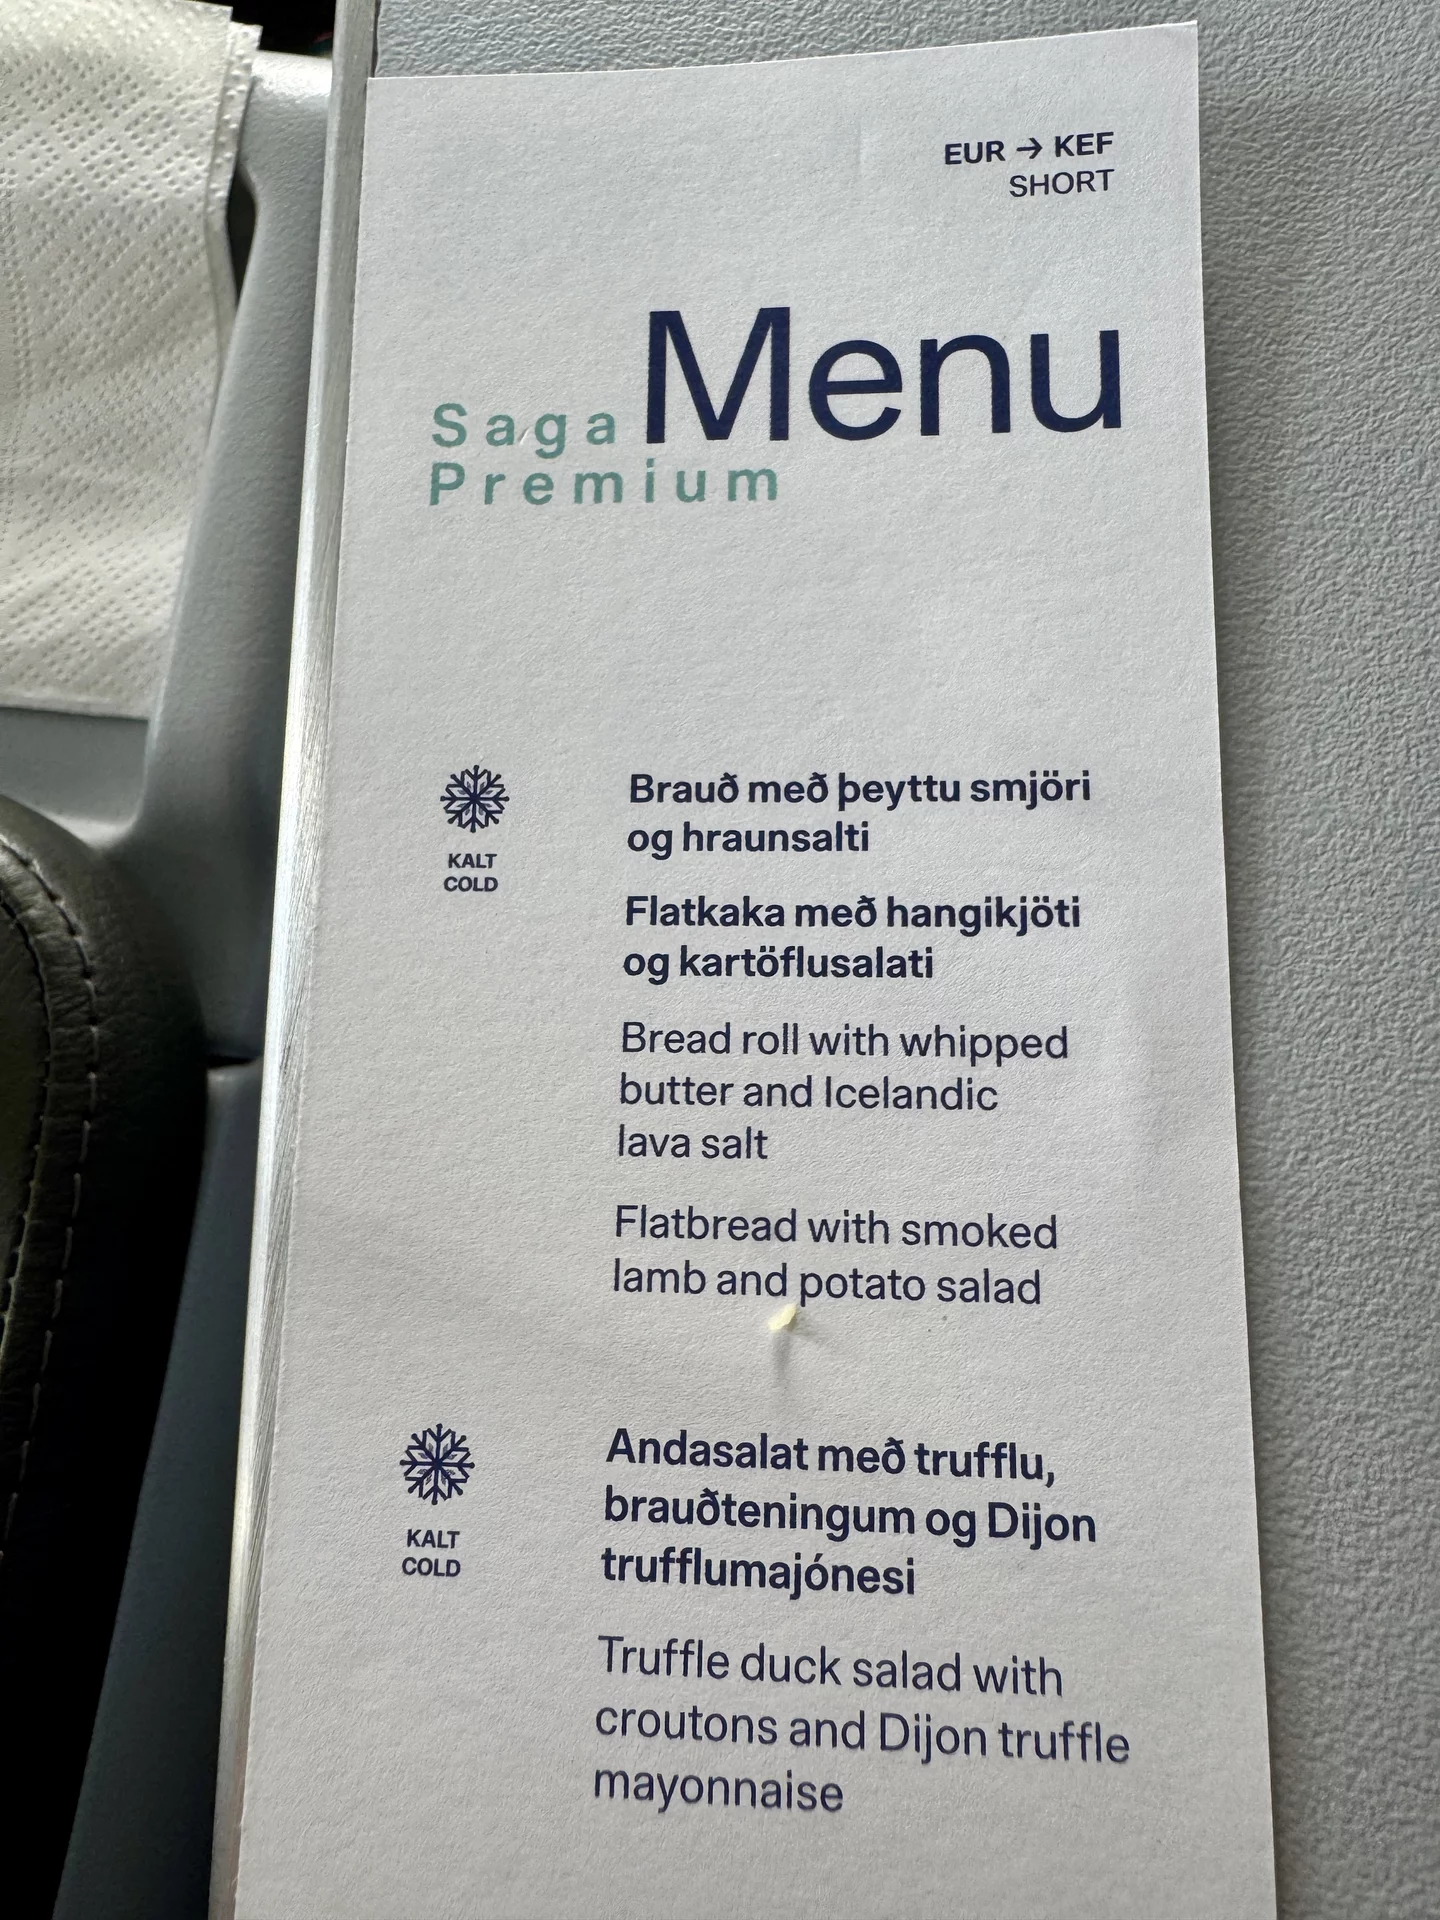 EUR → KEF
SHORT
Saga Menu
Premium
KALT
COLD
Brauð með þeyttu smjöri
og hraunsalti
Flatkaka með hangikjöti
og kartöflusalati
Bread roll with whipped
butter and Icelandic
lava salt
Flatbread with smoked
lamb and potato salad
KALT
COLD
Andasalat með trufflu,
brauðteningum og Dijon
trufflumajónesi
Truffle duck salad with
croutons and Dijon truffle
mayonnaise